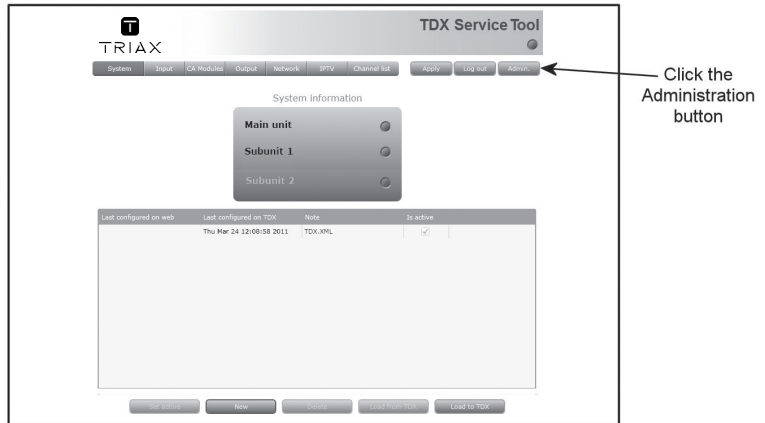 TRIAX
TDX Service Tool
System Input CA Modules Output Network IPTV Channel list Apply Log out Admin.
Click the
Administration
button
System information
Main unit
Subunit 1
Subunit 2
Last configured on web Last configured on TDX Note Is active
Thu Mar 24 12:08:58 2011 TDX.XML
Set active New Delete Load from TDX Load to TDX